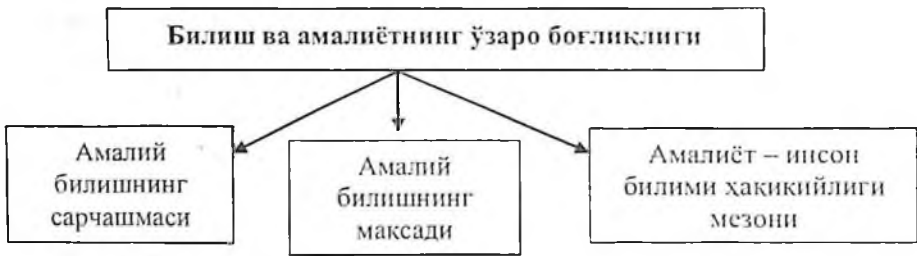 Билиш ва амалиётнинг ўзаро боғлиқлиги
Амалий
билишнинг
сарчашмаси
Амалий
билишнинг
мақсади
Амалиёт – инсон
билими ҳақиқийлиги
мезони